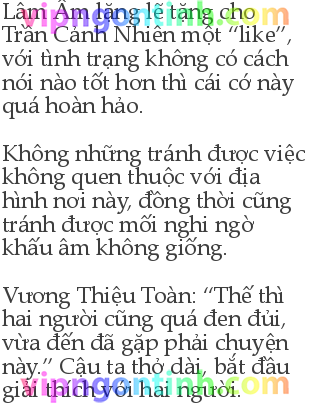 Lâm Âm lặng lẽ tặng cho
Trần Cảnh Nhiên một “like”,
với tình trạng không có cách
nói nào tốt hơn thì cái cớ này
quá hoàn hảo.
Không những tránh được việc
không quen thuộc với địa
hình nơi này, đồng thời cũng
tránh được mối nghi ngờ
khẩu âm không giống.
Vương Thiệu Toàn: “Thế thì
hai người cũng quá đen đủi,
vừa đến đã gặp phải chuyện
này.” Cậu ta thở dài, bắt đầu
giải thích với hai người.
vipngontinh.com
vipngontinh.com